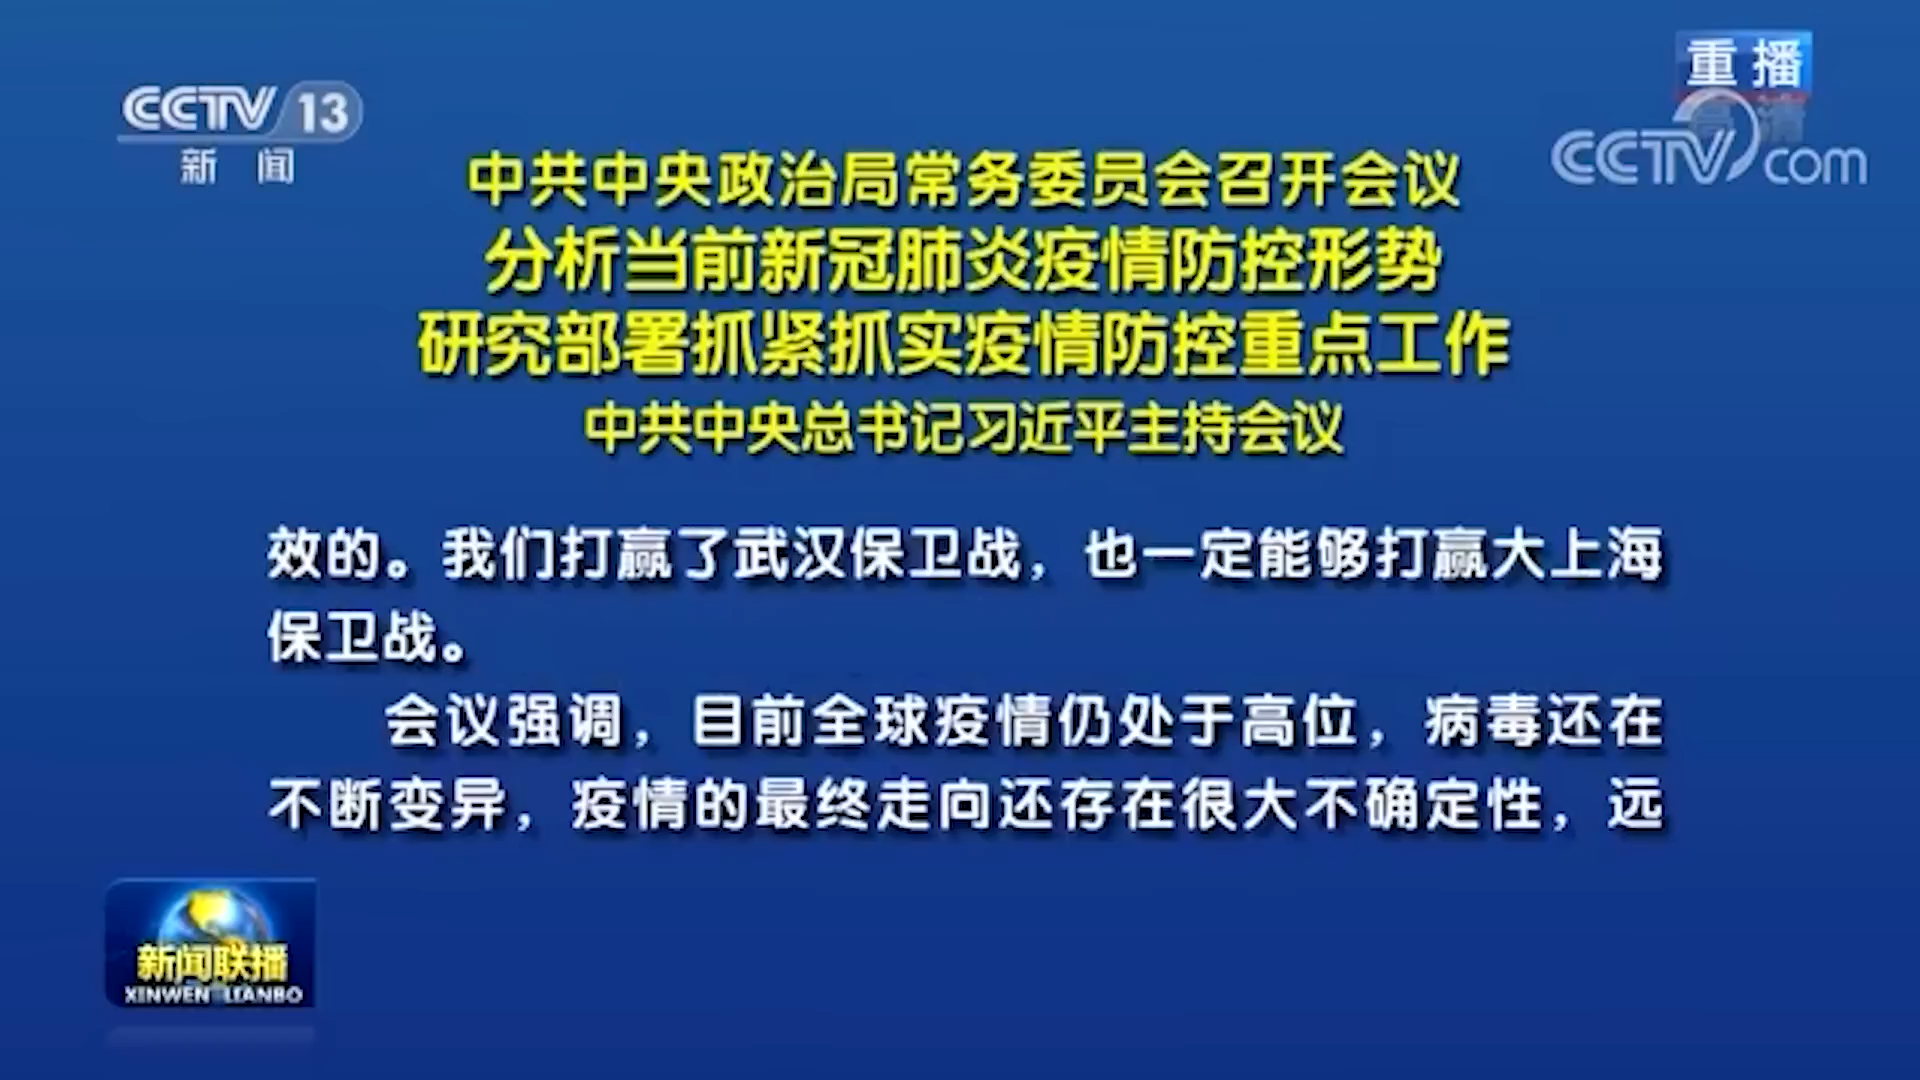 重播
CCTV 13
新闻
CCTV.com
中共中央政治局常务委员会召开会议
分析当前新冠肺炎疫情防控形势
研究部署抓紧抓实疫情防控重点工作
中共中央总书记习近平主持会议
效的。我们打赢了武汉保卫战，也一定能够打赢大上海
保卫战。
会议强调，目前全球疫情仍处于高位，病毒还在
不断变异，疫情的最终走向还存在很大不确定性，远
新闻联播
XINWEN LIANBO